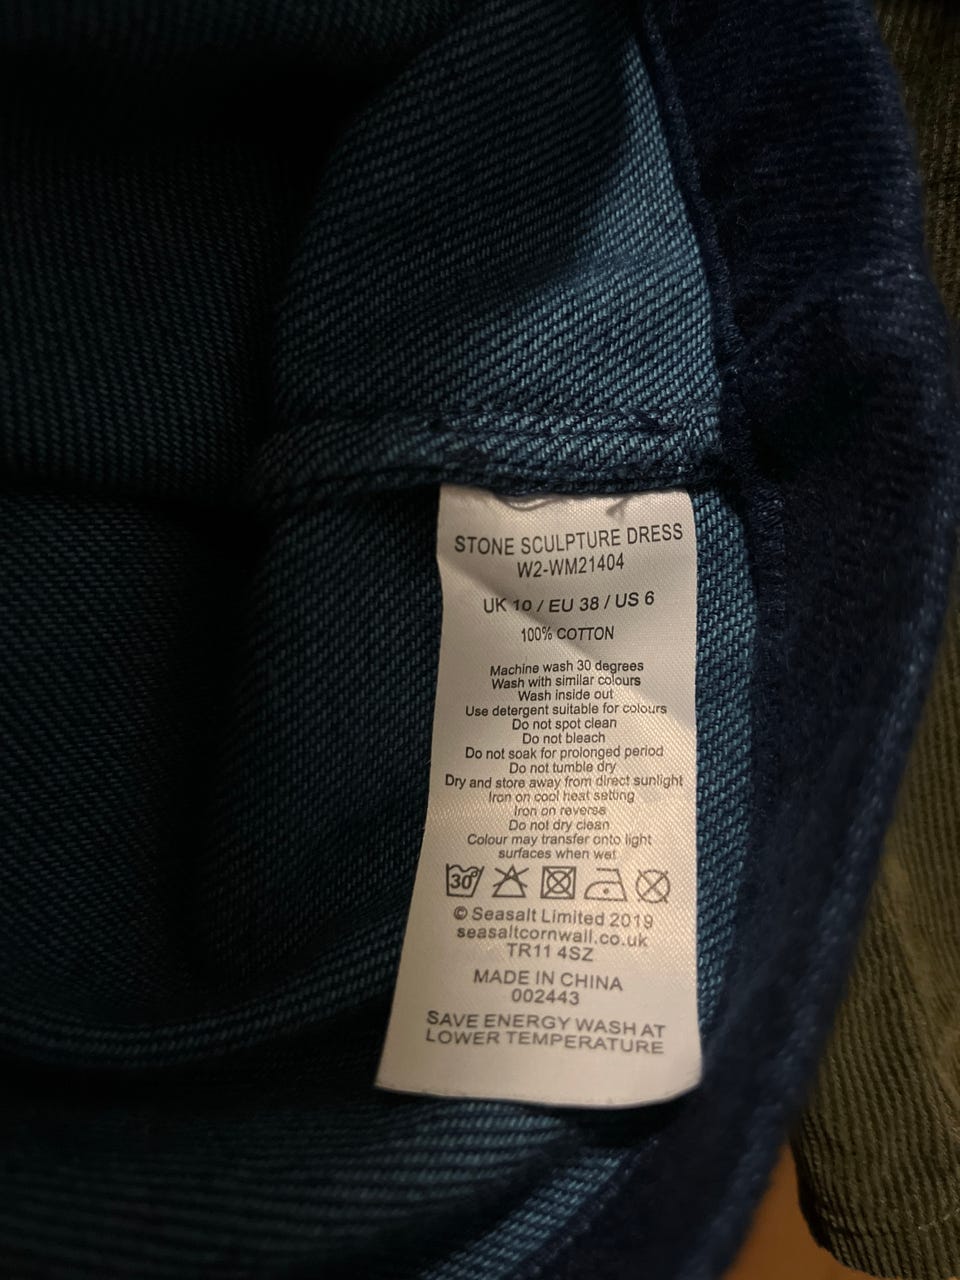 STONE SCULPTURE DRESS
W2-WM21404
UK 10 / EU 38 / US 6
100% COTTON
Machine wash 30 degrees
Wash with similar colours
Wash inside out
Use detergent suitable for colours
Do not spot clean
Do not bleach
Do not soak for prolonged period
Do not tumble dry
Dry and store away from direct sunlight
Iron on cool heat setting
Iron on reverse
Do not dry clean
Colour may transfer onto light
surfaces when wet
30°
© Seasalt Limited 2019
seasaltcornwall.co.uk
TR11 4SZ
MADE IN CHINA
002443
SAVE ENERGY WASH AT
LOWER TEMPERATURE